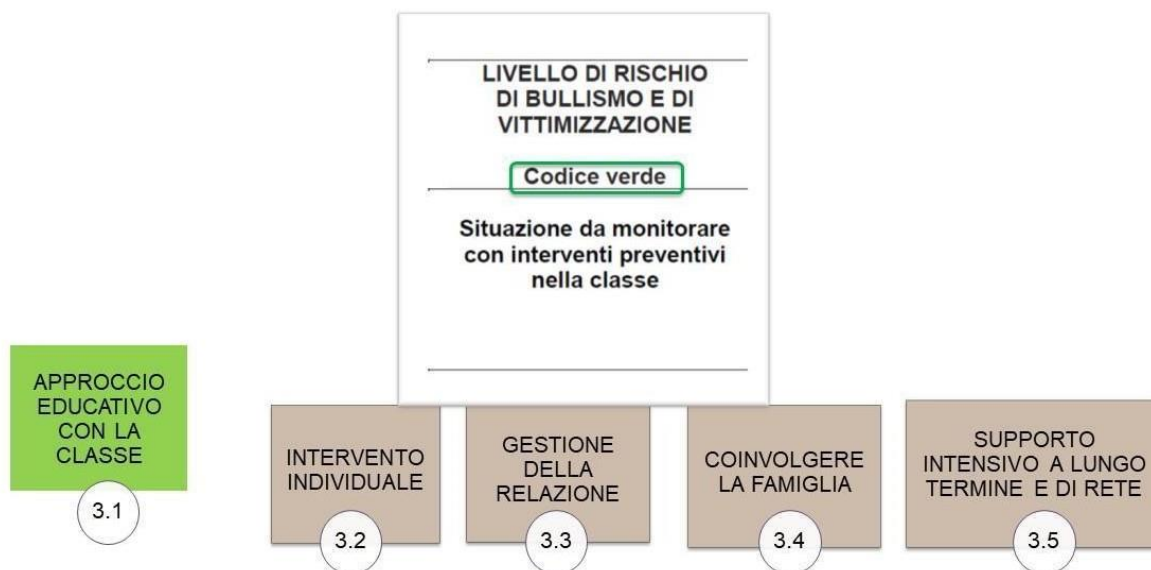 LIVELLO DI RISCHIO
DI BULLISMO E DI
VITTIMIZZAZIONE
Codice verde
Situazione da monitorare
con interventi preventivi
nella classe
APPROCCIO
EDUCATIVO
CON LA
CLASSE
3.1
INTERVENTO
INDIVIDUALE
3.2
GESTIONE
DELLA
RELAZIONE
3.3
COINVOLGERE
LA FAMIGLIA
3.4
SUPPORTO
INTENSIVO A LUNGO
TERMINE E DI RETE
3.5